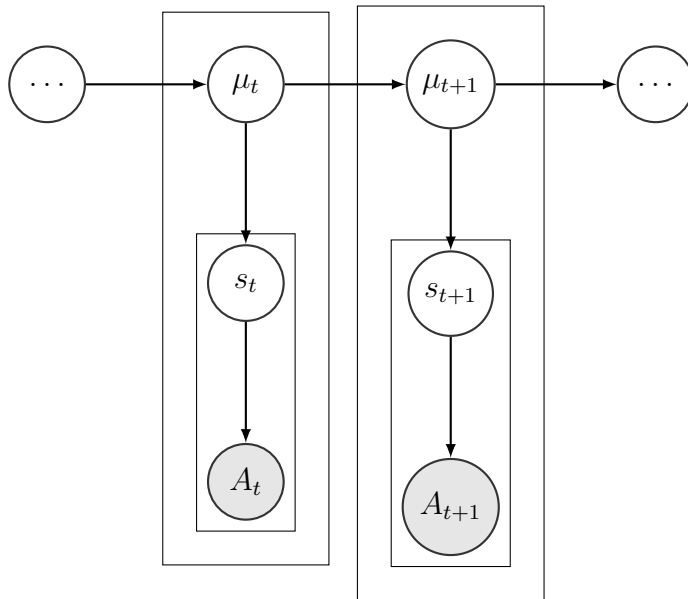 ⋯ μ_t μ_{t+1} ⋯
s_t s_{t+1}
A_t A_{t+1}